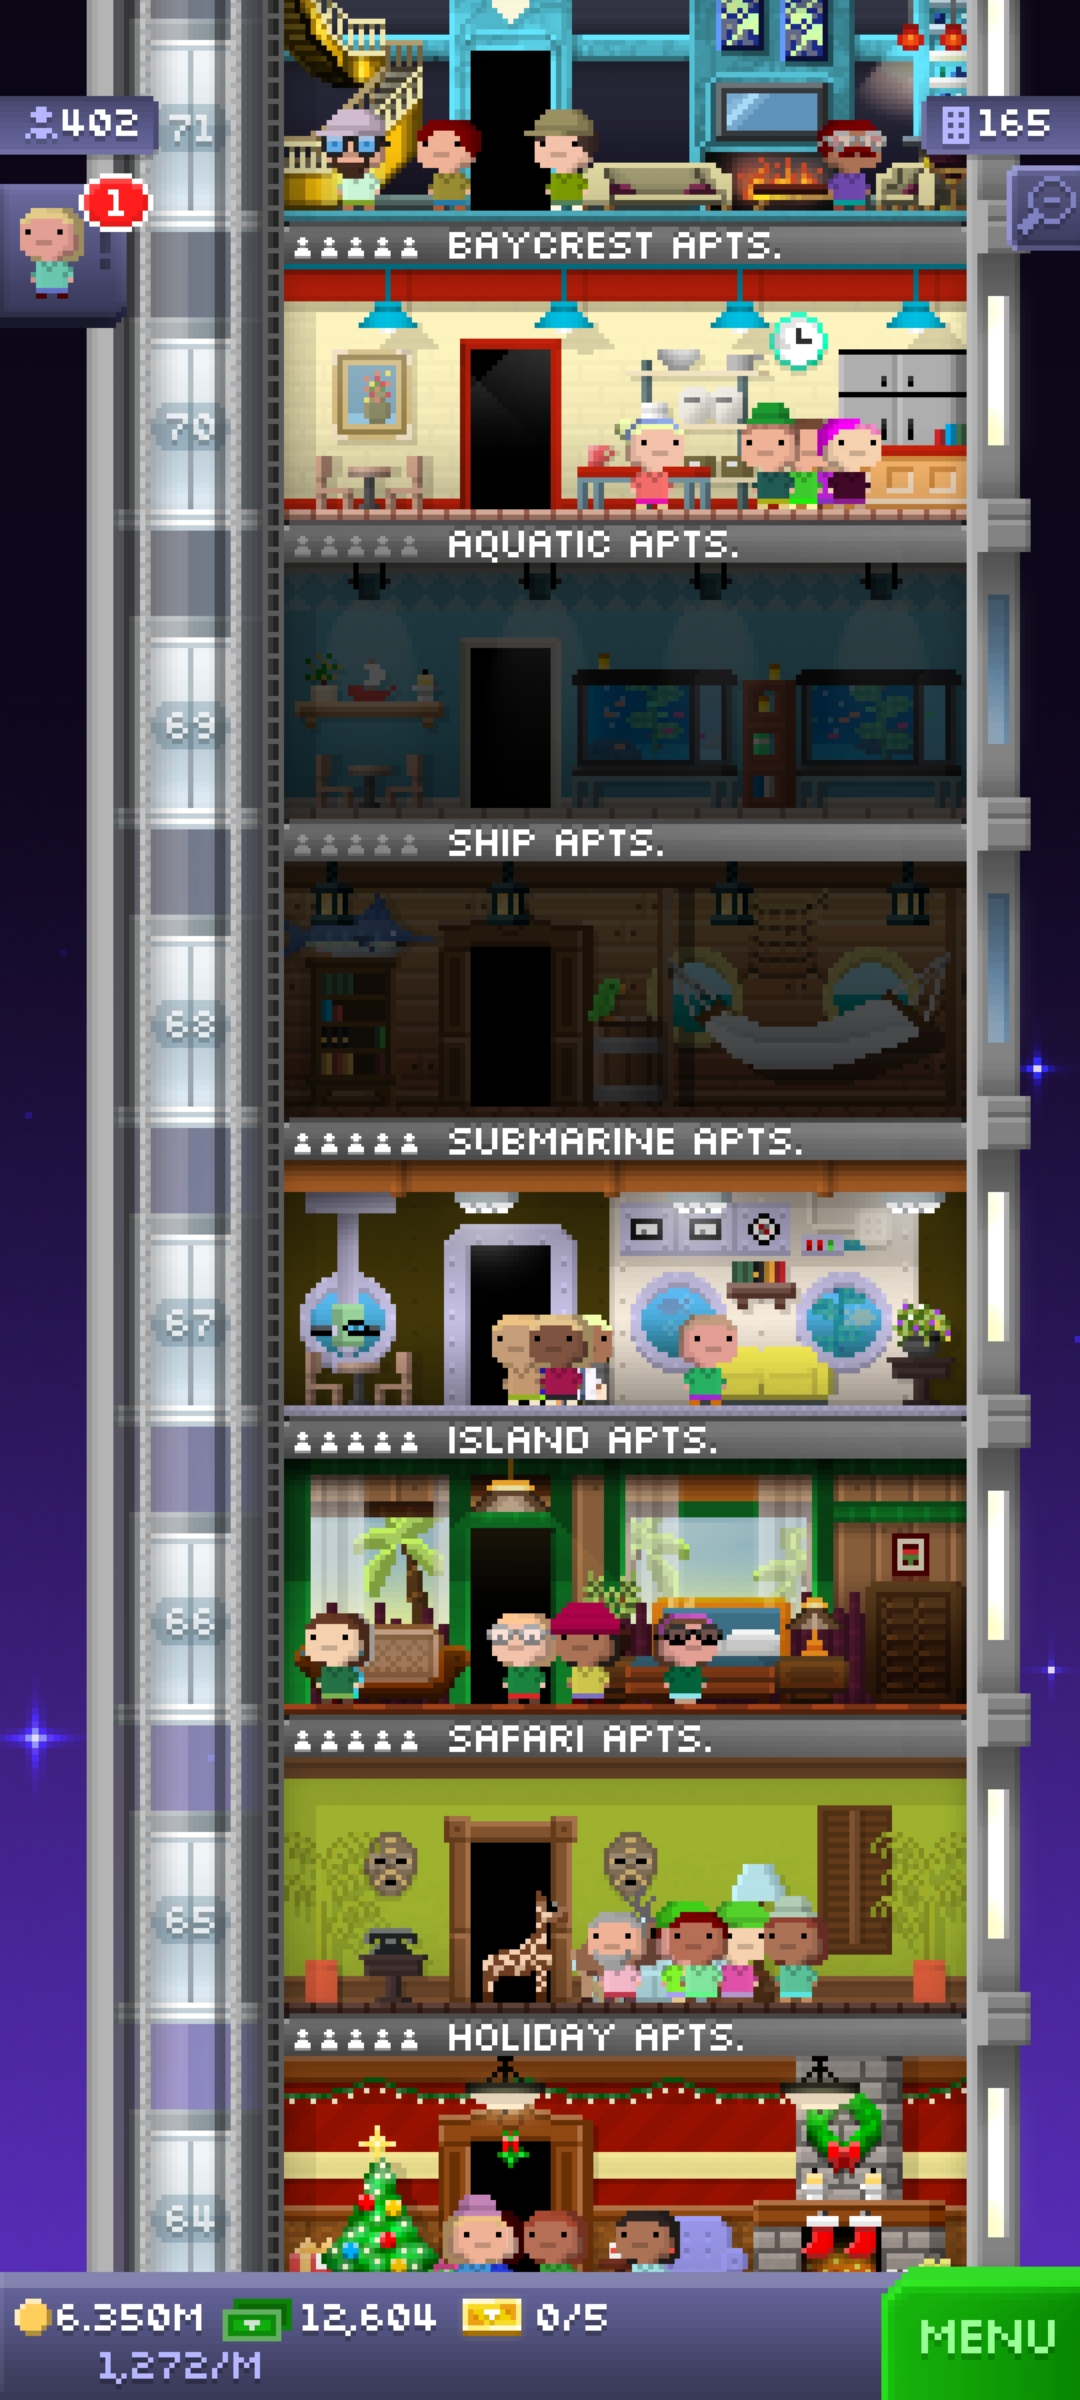 402
71
165
1
BAYCREST APTS.
70
AQUATIC APTS.
69
SHIP APTS.
68
SUBMARINE APTS.
67
ISLAND APTS.
66
SAFARI APTS.
65
HOLIDAY APTS.
64
6.350M 12,604 0/5
1,272/M
MENU